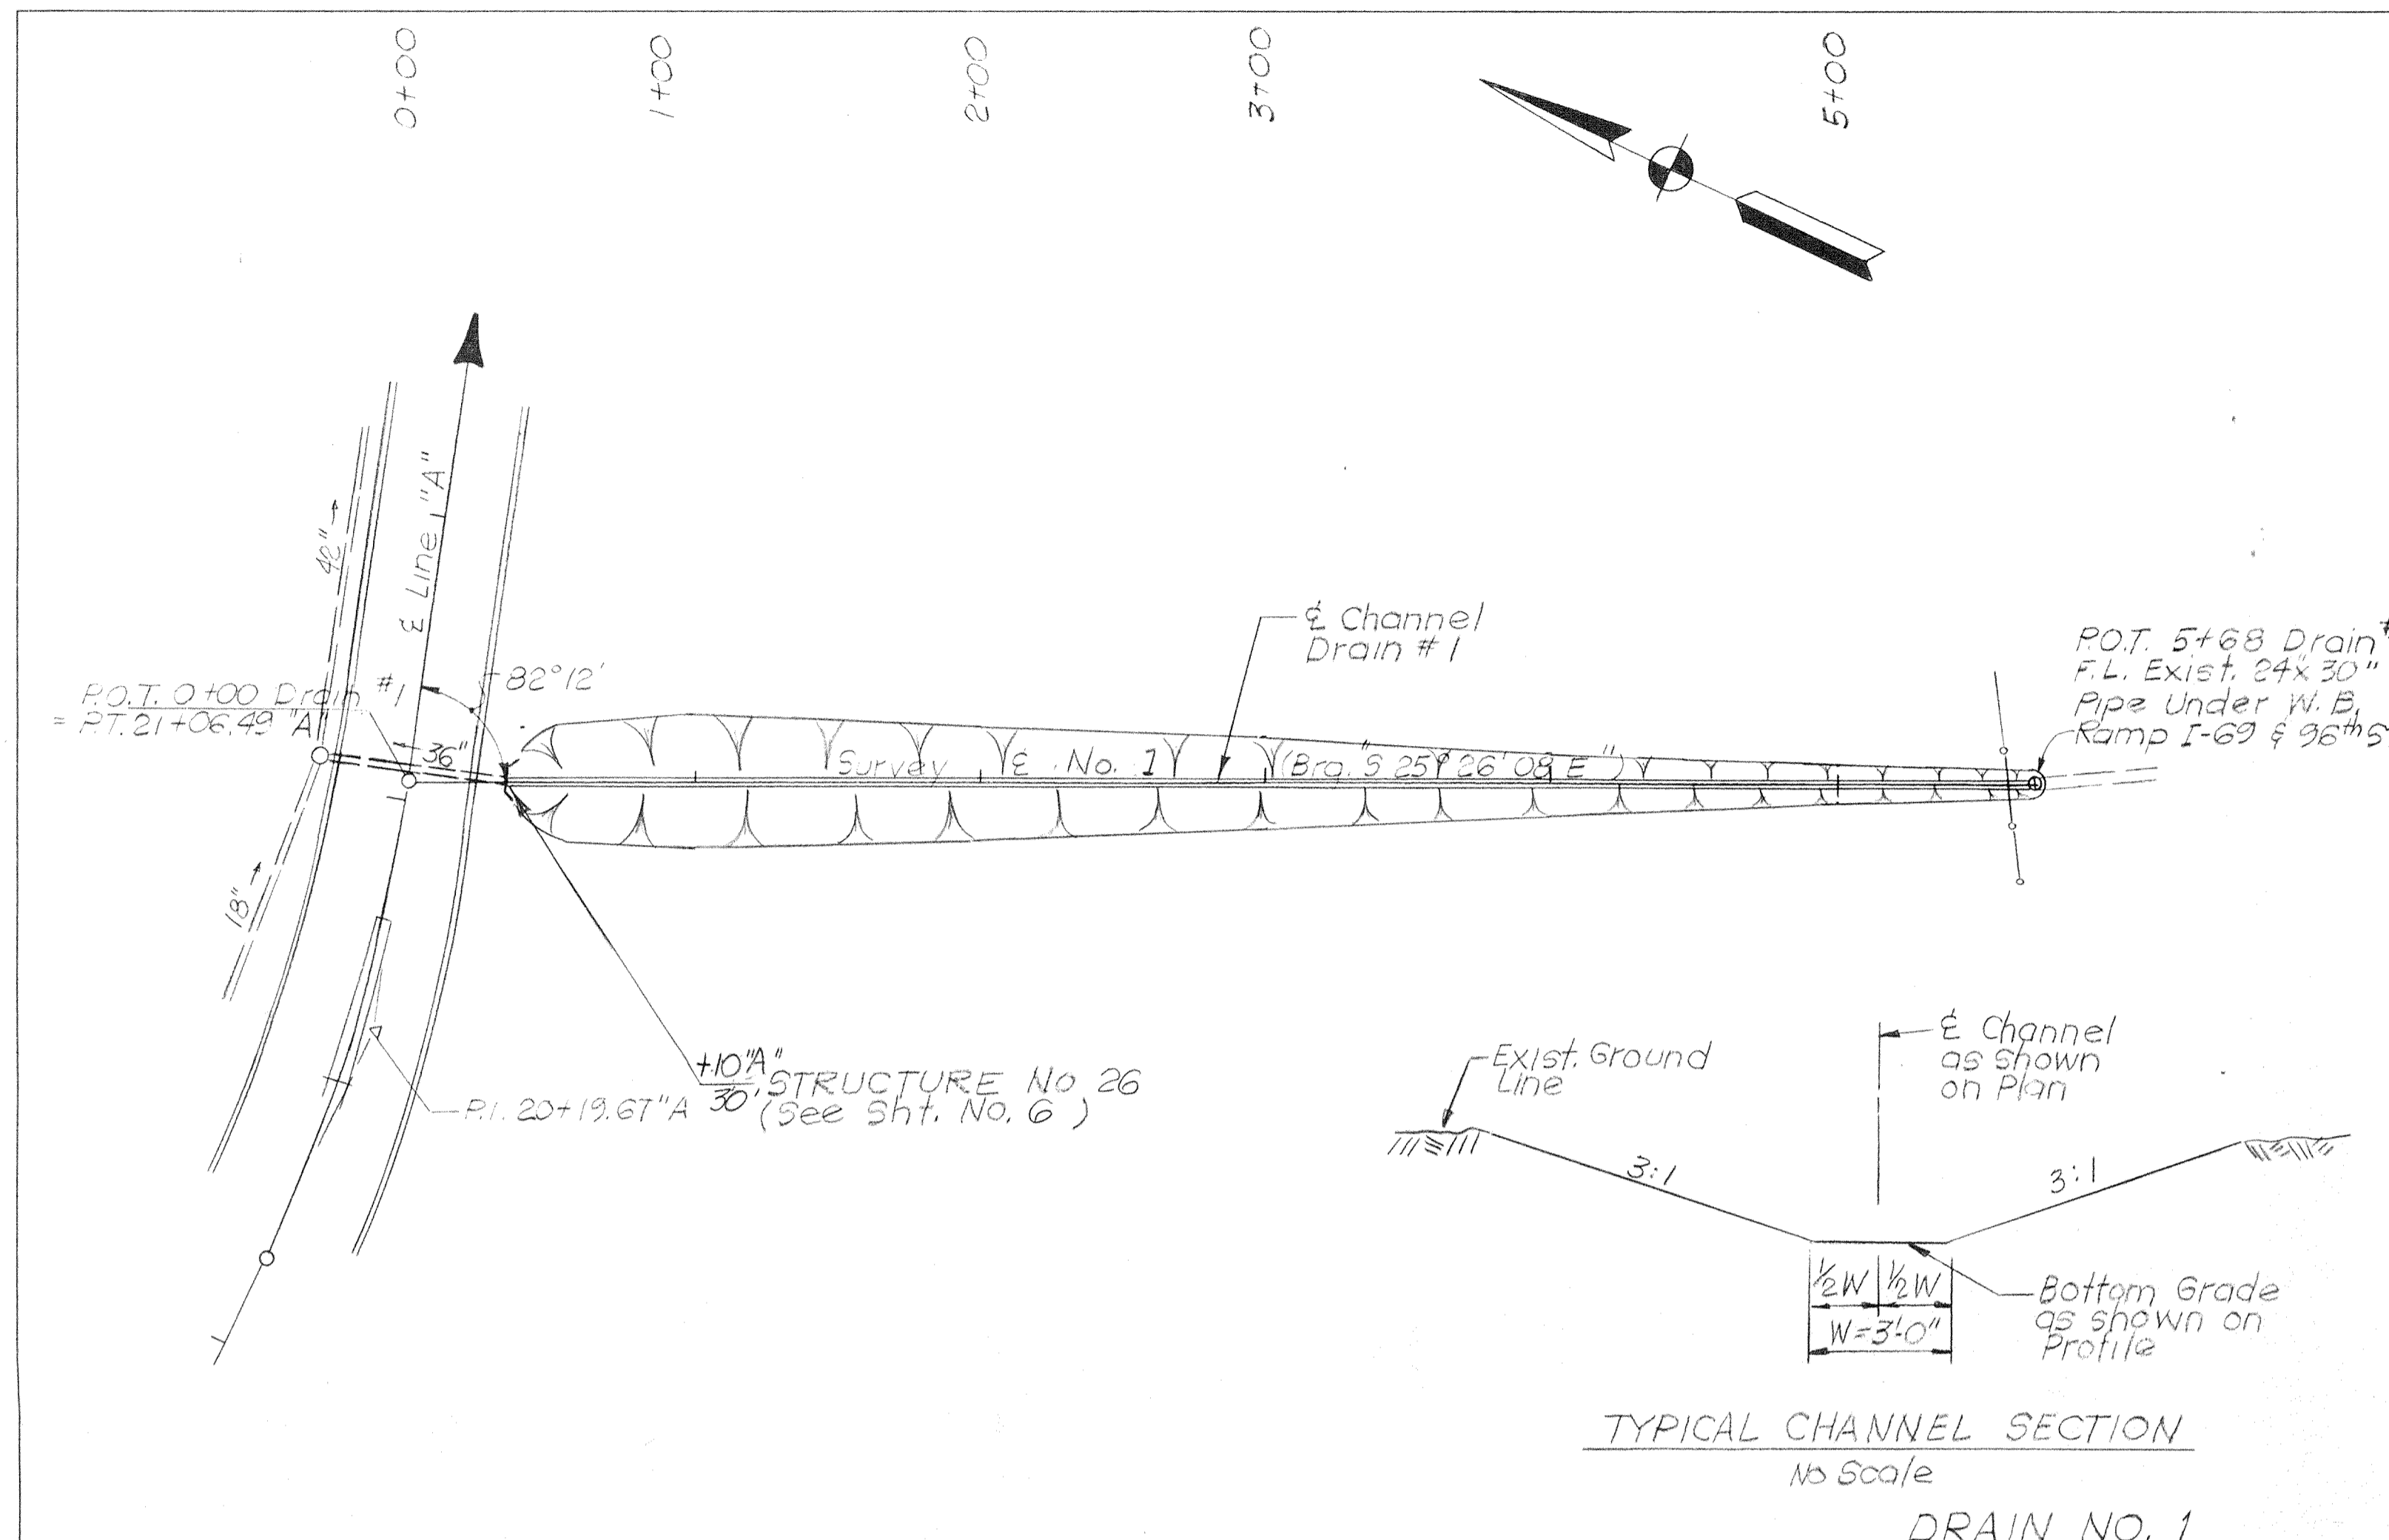 0+00
1+00
2+00
3+00
5+00
42"
℄ Line "A"
82°12'
P.O.T. 0+00 Drain #1
= P.T. 21+06.49 "A"
36"
18"
℄ Channel
Drain #1
Survey ℄ No. 1 (Brg. "S 25° 26' 08 E")
P.O.T. 5+68 Drain #
F.L. Exist. 24"x 30"
Pipe Under W. B.
Ramp I-69 & 96th S
+10 "A"
30'
STRUCTURE No 26
(See Sht. No. 6)
P.I. 20+19.67 "A
Exist. Ground
Line
℄ Channel
as shown
on Plan
3:1
3:1
½W ½W
W=3'-0"
Bottom Grade
as shown on
Profile
TYPICAL CHANNEL SECTION
No Scale
DRAIN NO. 1